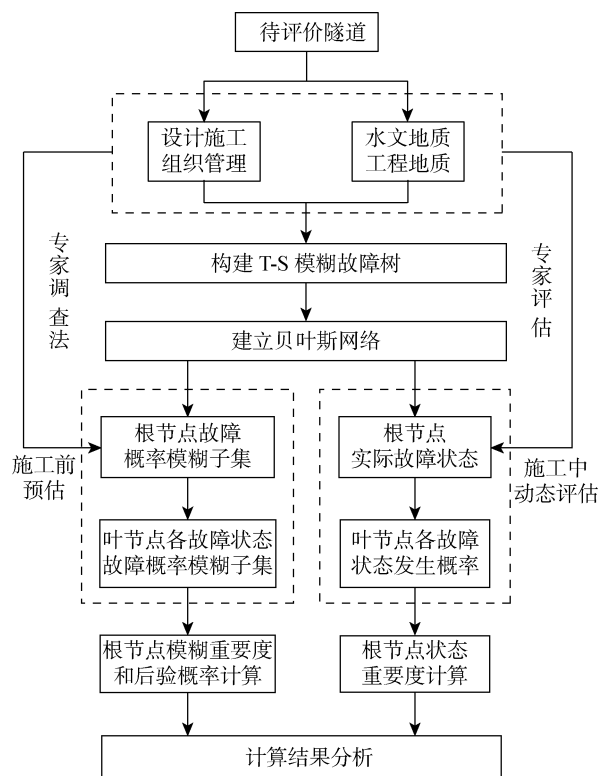 待评价隧道
设计施工
组织管理
水文地质
工程地质
专家调查法
专家评估
构建 T-S 模糊故障树
建立贝叶斯网络
根节点故障
概率模糊子集
根节点
实际故障状态
施工前
预估
施工中
动态评估
叶节点各故障状态
故障概率模糊子集
叶节点各故障
状态发生概率
根节点模糊重要度
和后验概率计算
根节点状态
重要度计算
计算结果分析